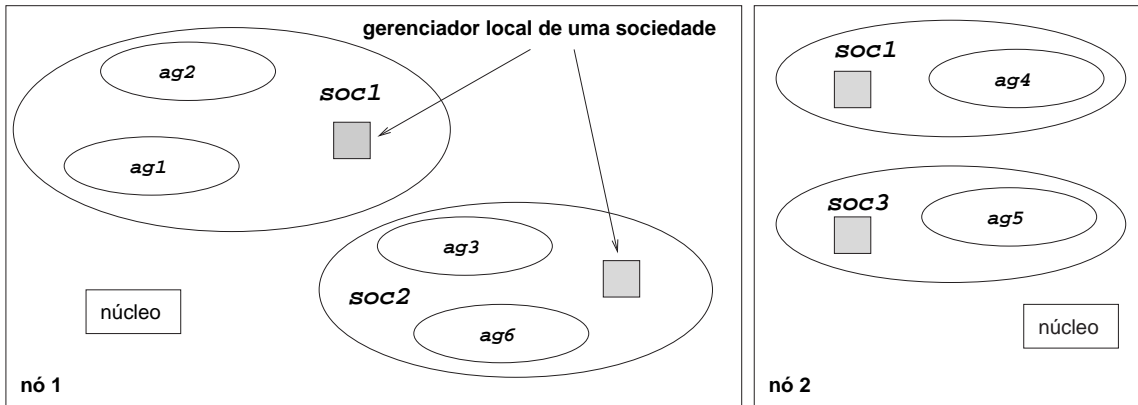 gerenciador local de uma sociedade
ag2
soc1
ag1
ag3
soc2
ag6
núcleo
nó 1
soc1
ag4
soc3
ag5
núcleo
nó 2